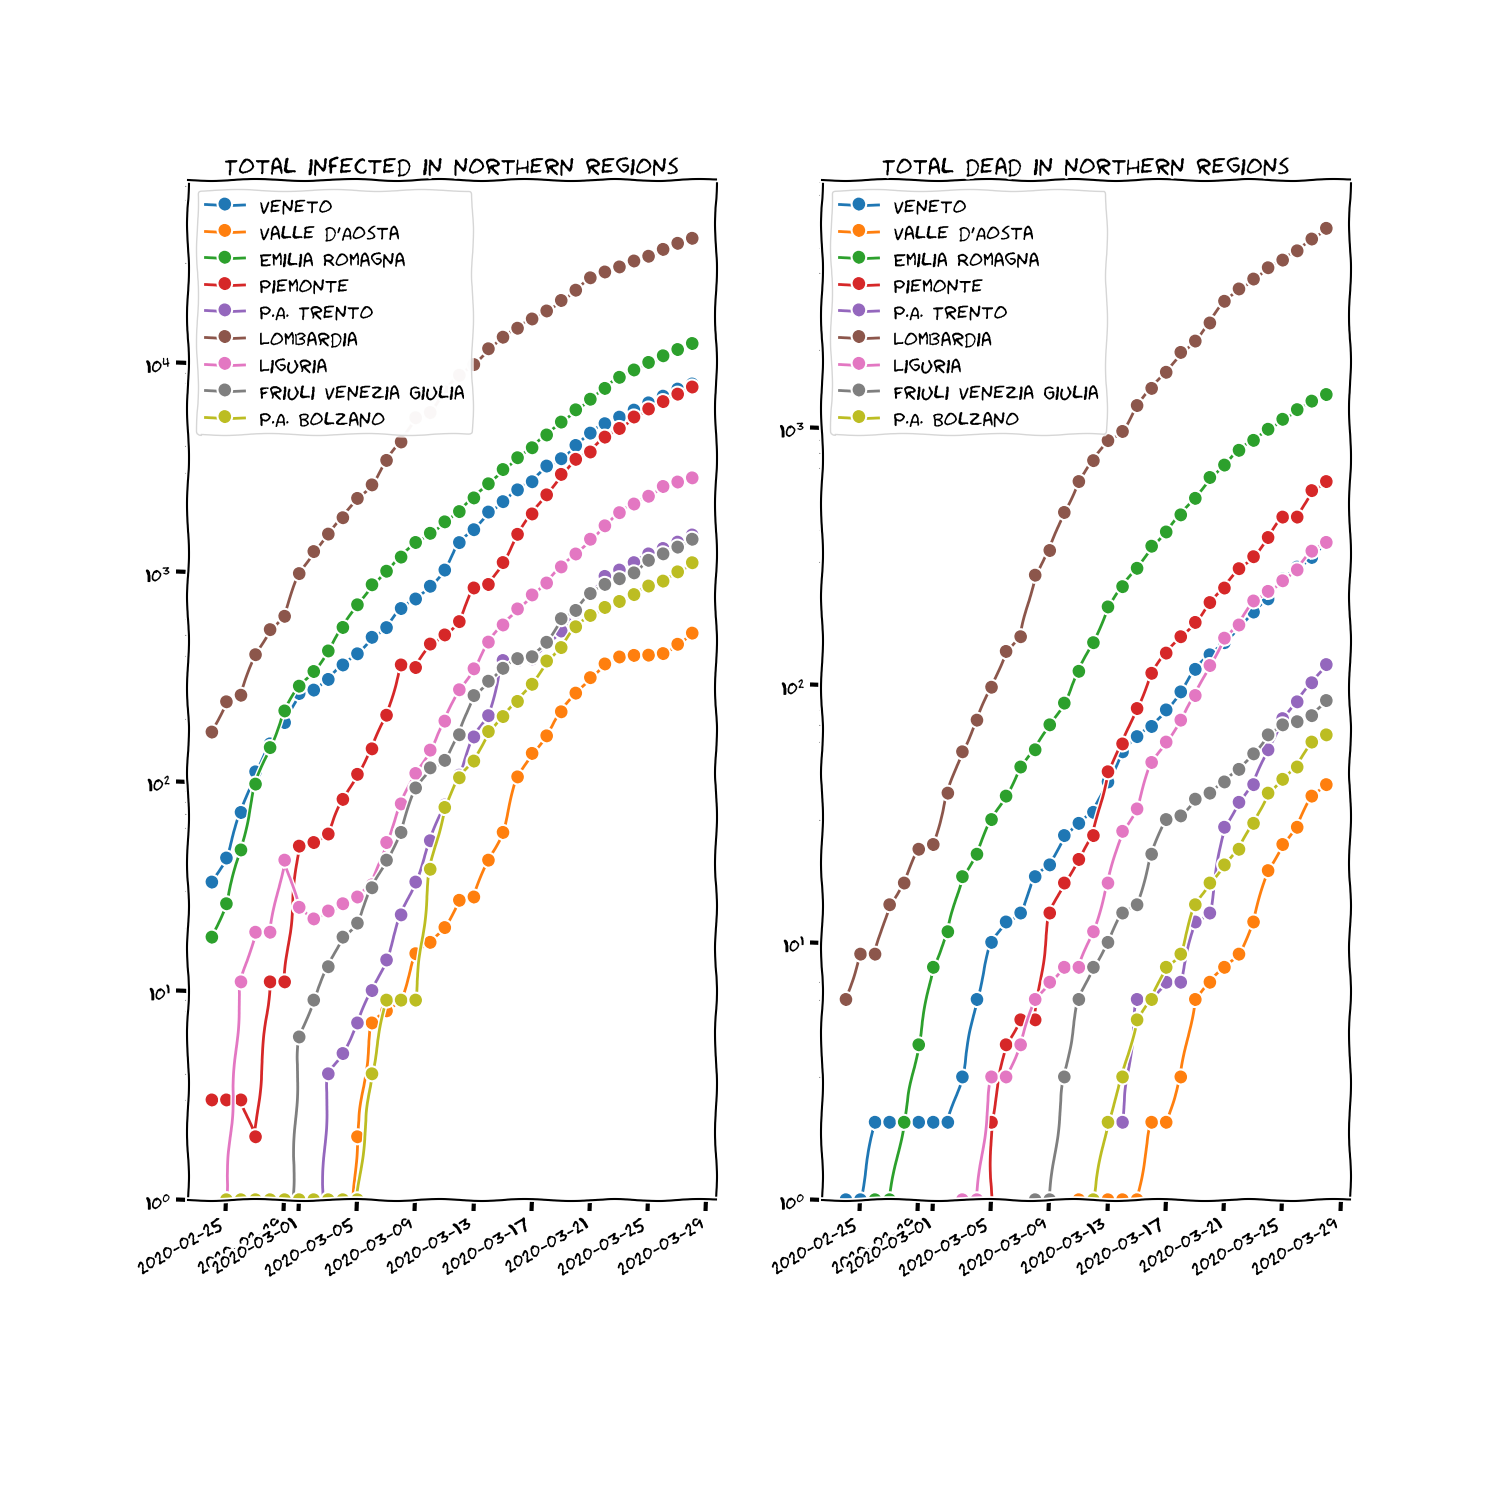 TOTAL INFECTED IN NORTHERN REGIONS
VENETO
VALLE D'AOSTA
EMILIA ROMAGNA
PIEMONTE
P.A. TRENTO
LOMBARDIA
LIGURIA
FRIULI VENEZIA GIULIA
P.A. BOLZANO
10⁴
10³
10²
10¹
10⁰
2020-02-25
2020-03-01
2020-03-05
2020-03-09
2020-03-13
2020-03-17
2020-03-21
2020-03-25
2020-03-29
TOTAL DEAD IN NORTHERN REGIONS
VENETO
VALLE D'AOSTA
EMILIA ROMAGNA
PIEMONTE
P.A. TRENTO
LOMBARDIA
LIGURIA
FRIULI VENEZIA GIULIA
P.A. BOLZANO
10³
10²
10¹
10⁰
2020-02-25
2020-03-01
2020-03-05
2020-03-09
2020-03-13
2020-03-17
2020-03-21
2020-03-25
2020-03-29